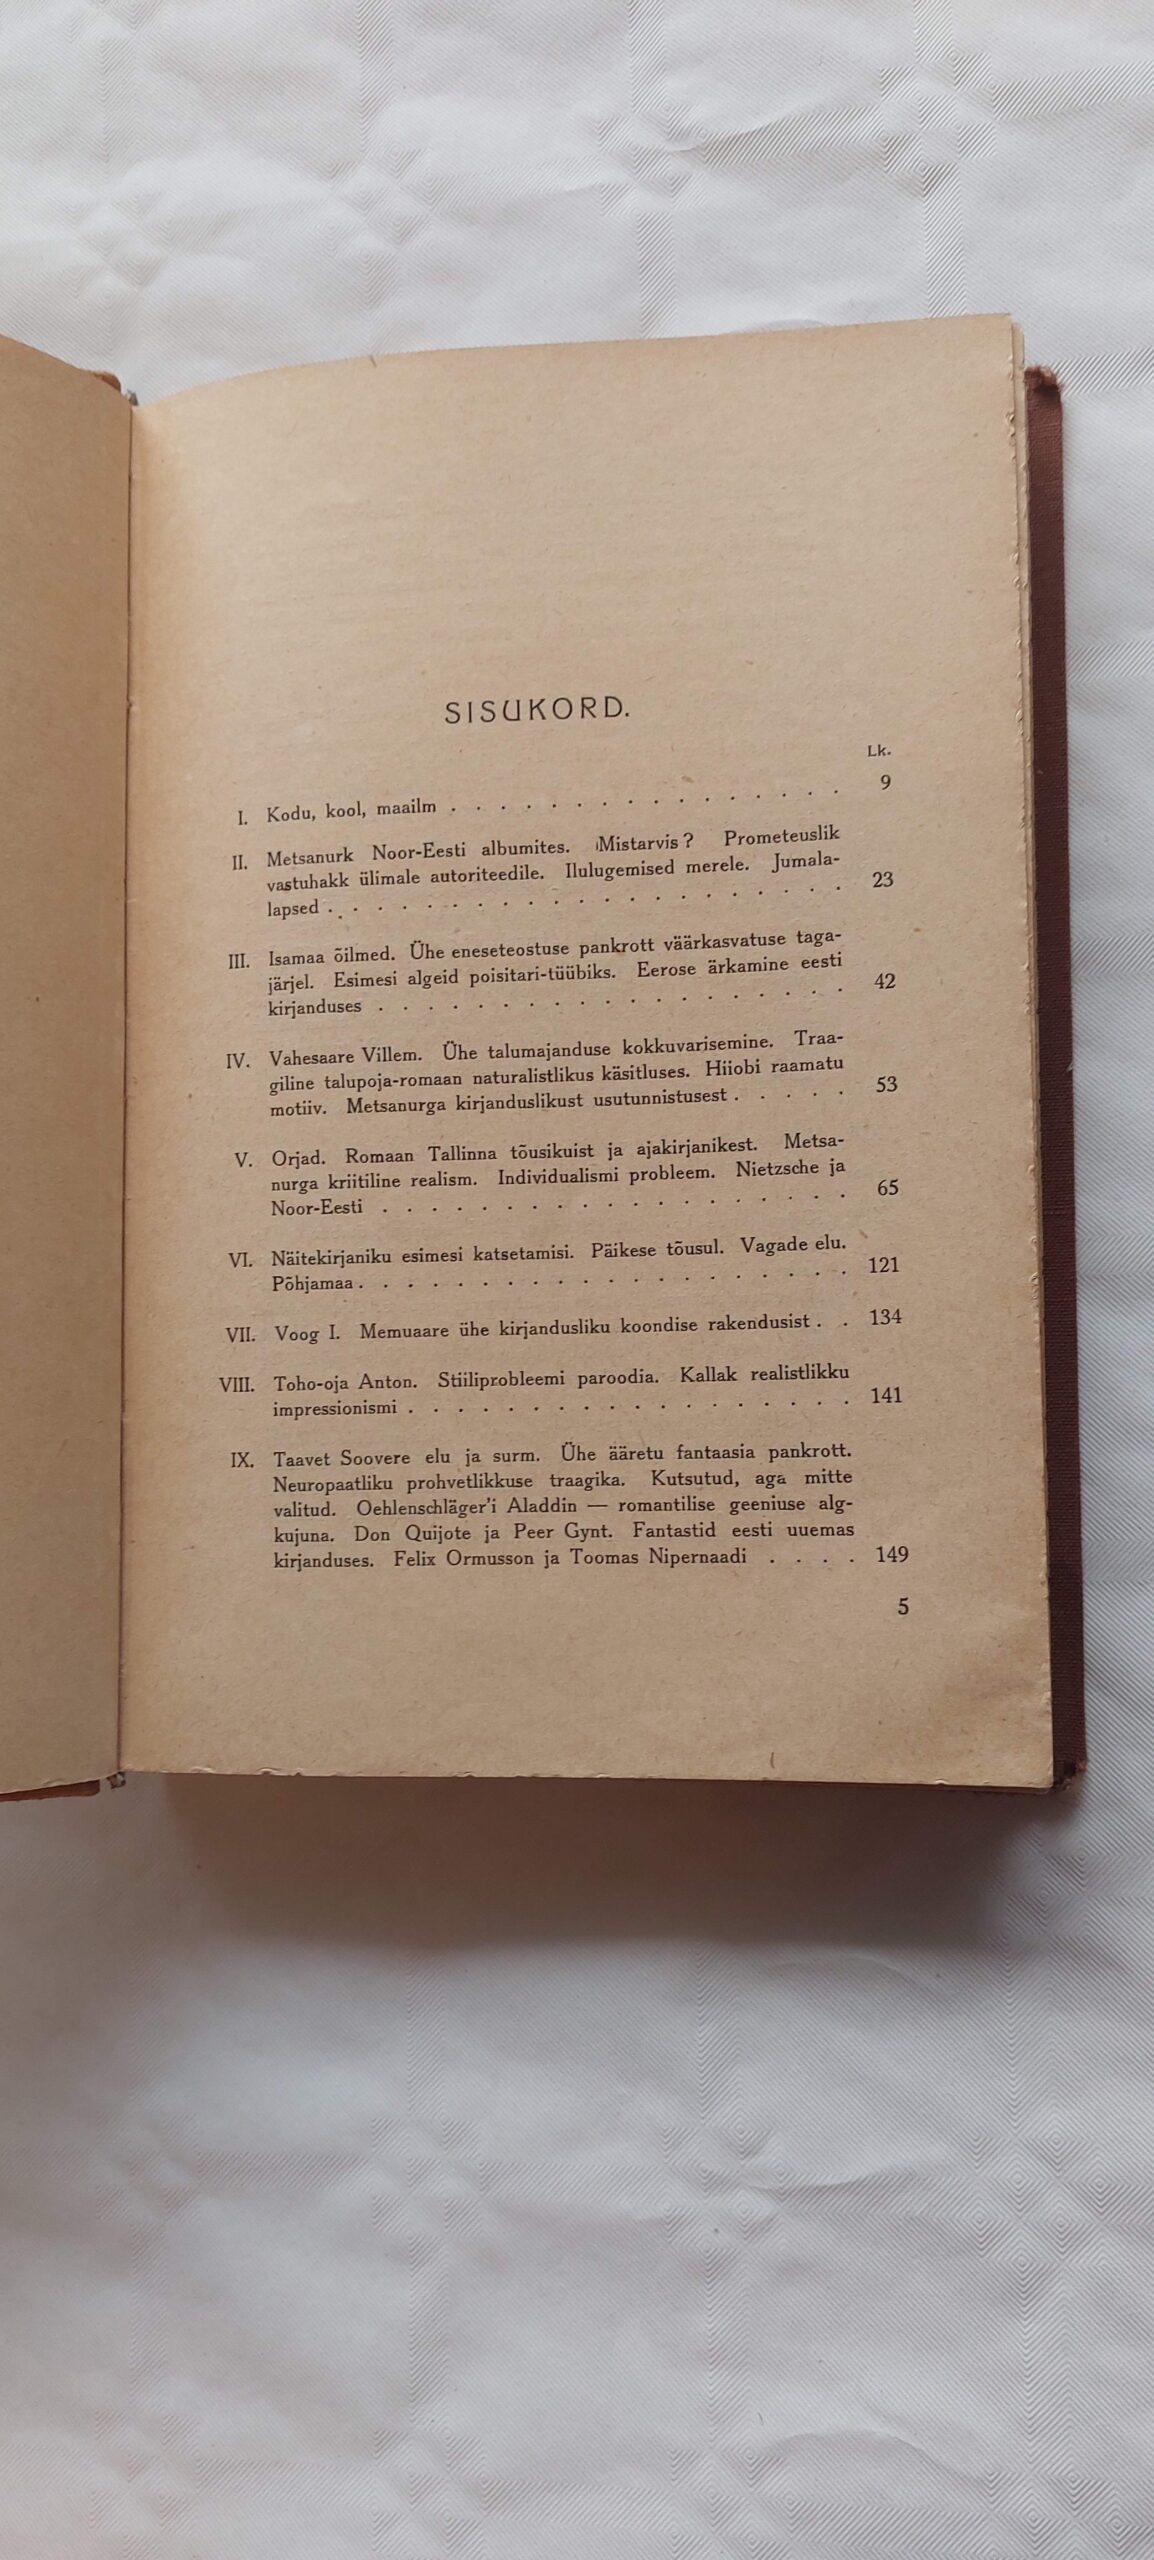 SISUKORD.
Lk.
I. Kodu, kool, maailm . . . . . . . . . . . . . . . . 9
II. Metsanurk Noor-Eesti albumites. Mistarvis? Prometeuslik
vastuhakk ülimale autoriteedile. Ilulugemised merele. Jumala-
lapsed . . . . . . . . . . . . . . . . . . . . . 23
III. Isamaa õilmed. Ühe eneseteostuse pankrott väärkasvatuse taga-
järjel. Esimesi algeid poisitari-tüübiks. Eerose ärkamine eesti
kirjanduses . . . . . . . . . . . . . . . . . . . 42
IV. Vahesaare Villem. Ühe talumajanduse kokkuvarisemine. Traa-
giline talupoja-romaan naturalistlikus käsitluses. Hiiobi raamatu
motiiv. Metsanurga kirjanduslikust usutunnistusest . . . . . 53
V. Orjad. Romaan Tallinna tõusikuist ja ajakirjanikest. Metsa-
nurga kriitiline realism. Individualismi probleem. Nietzsche ja
Noor-Eesti . . . . . . . . . . . . . . . . . . . 65
VI. Näitekirjaniku esimesi katsetamisi. Päikese tõusul. Vagade elu.
Põhjamaa . . . . . . . . . . . . . . . . . . . . 121
VII. Voog I. Memuaare ühe kirjandusliku koondise rakendusist . . 134
VIII. Toho-oja Anton. Stiiliprobleemi paroodia. Kallak realistlikku
impressionismi . . . . . . . . . . . . . . . . . . 141
IX. Taavet Soovere elu ja surm. Ühe ääretu fantaasia pankrott.
Neuropaatliku prohvetlikkuse traagika. Kutsutud, aga mitte
valitud. Oehlenschläger'i Aladdin — romantilise geeniuse alg-
kujuna. Don Quijote ja Peer Gynt. Fantastid eesti uuemas
kirjanduses. Felix Ormusson ja Toomas Nipernaadi . . . . 149
5